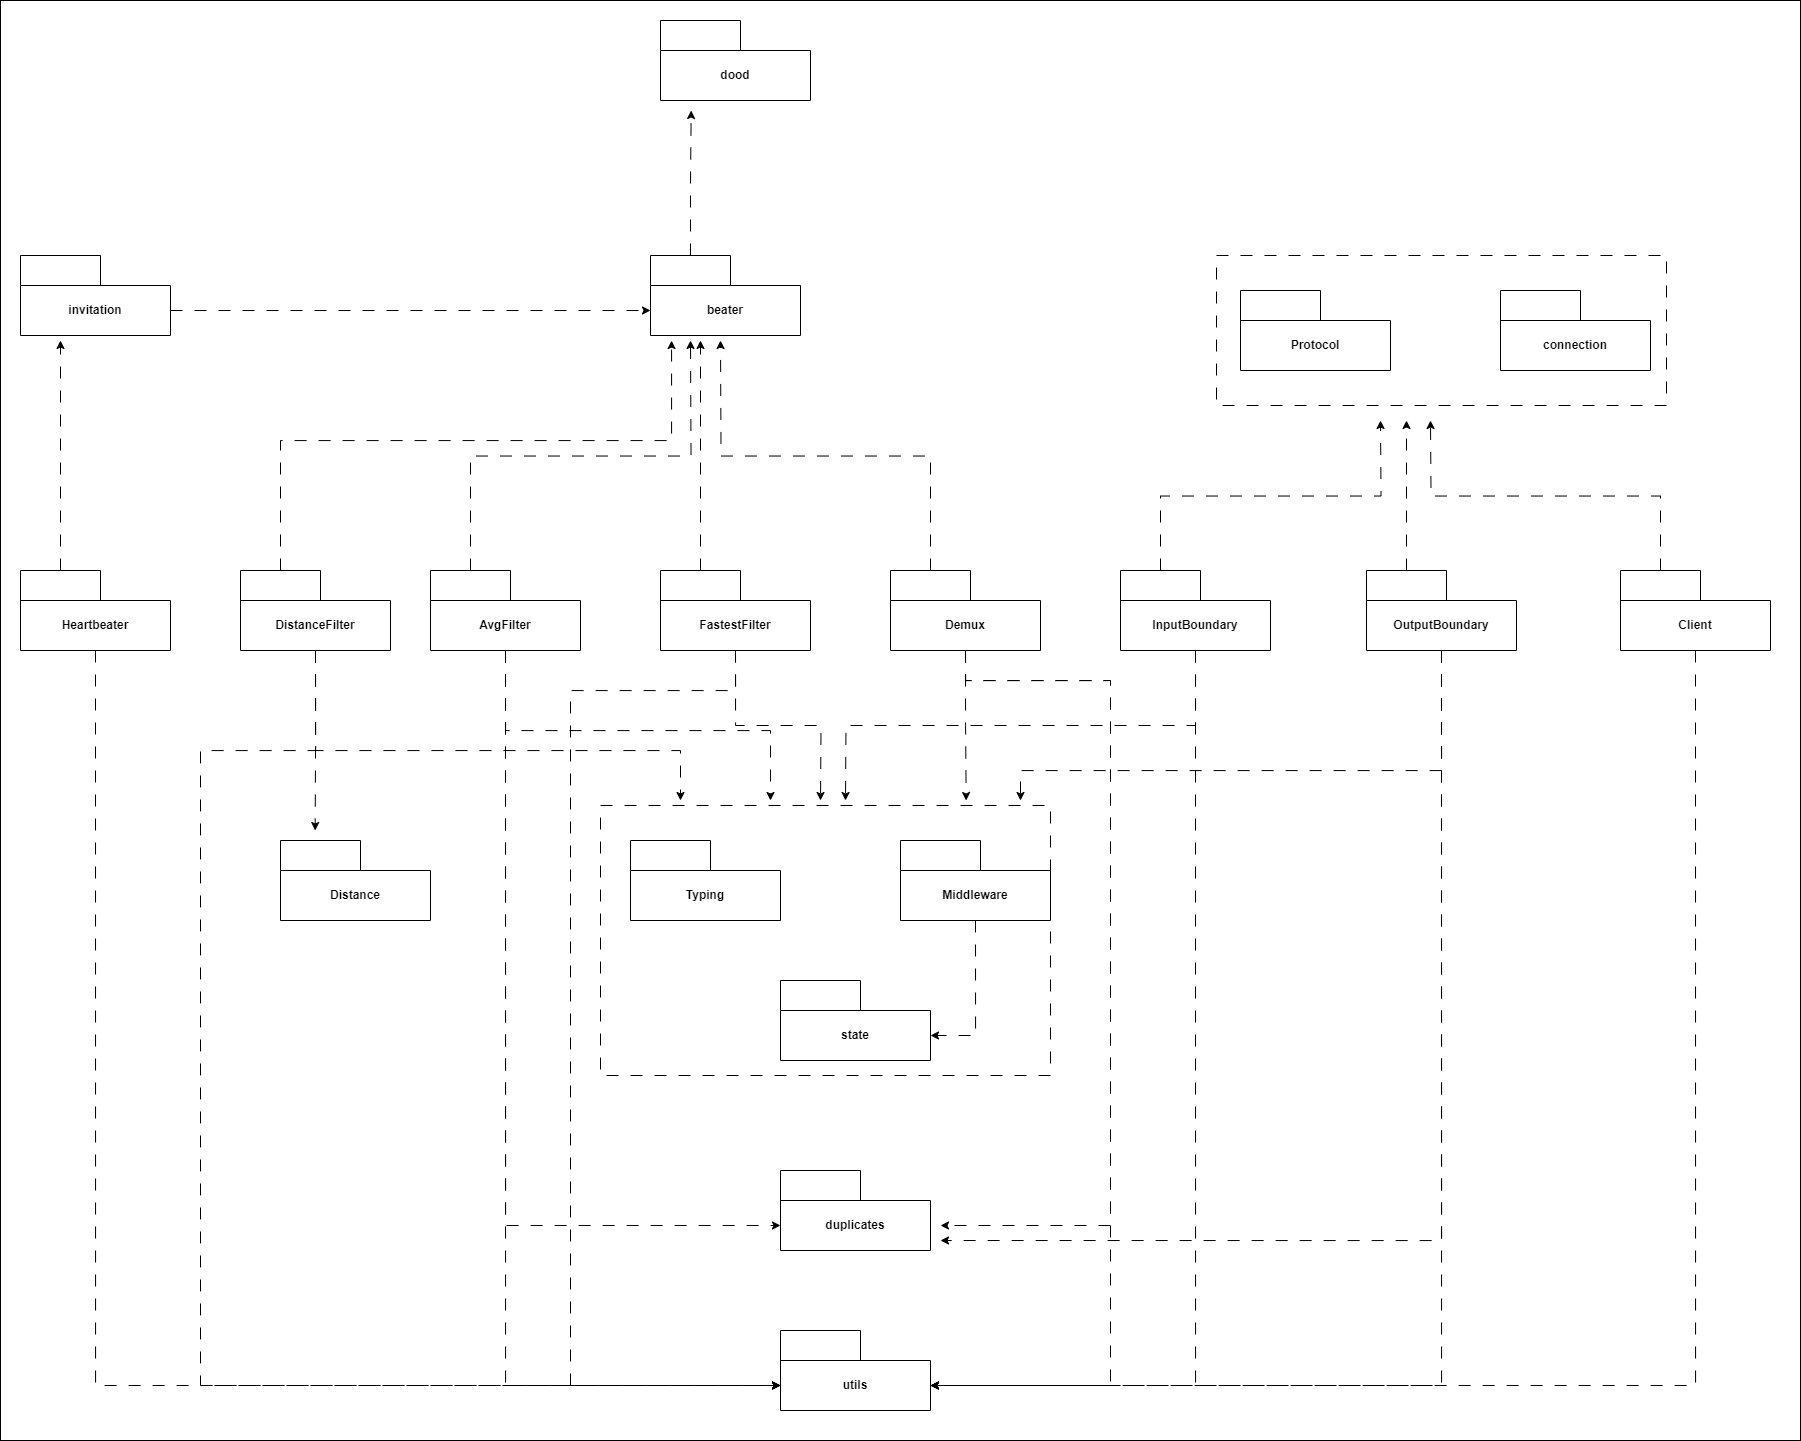 dood
invitation
beater
Protocol
connection
Heartbeater
DistanceFilter
AvgFilter
FastestFilter
Demux
InputBoundary
OutputBoundary
Client
Distance
Typing
Middleware
state
duplicates
utils